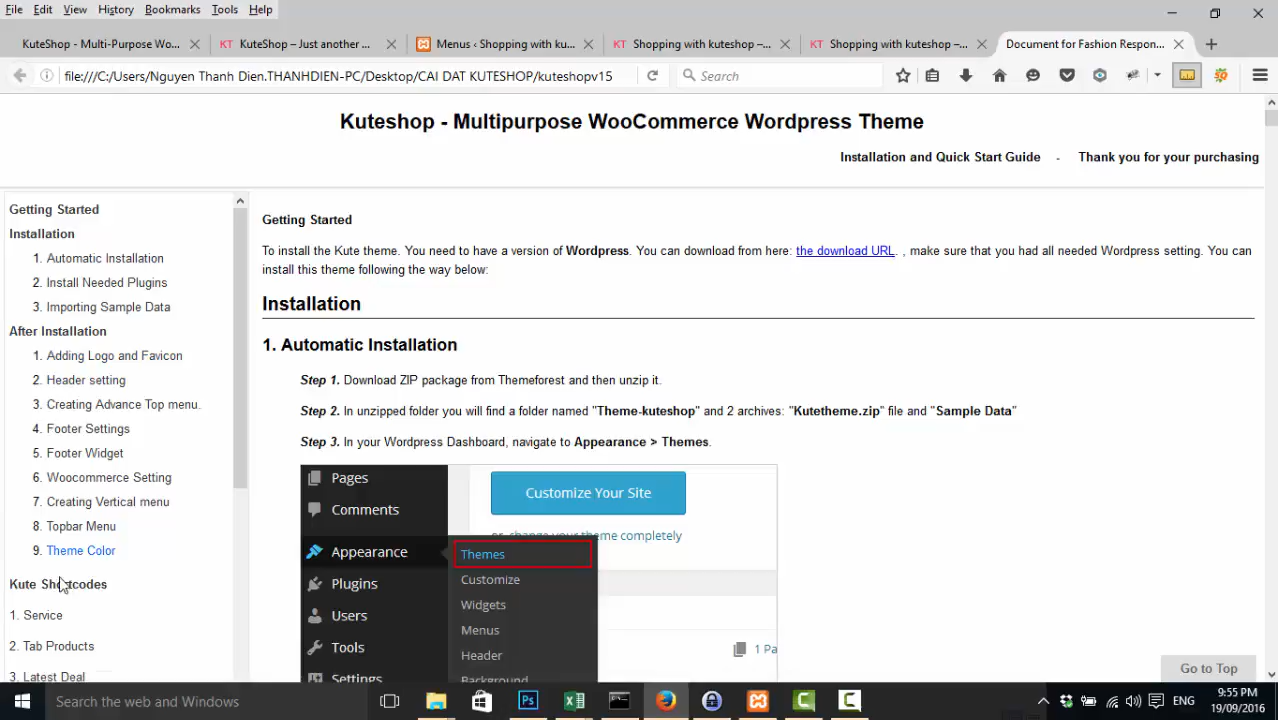 File Edit View History Bookmarks Tools Help
KuteShop - Multi-Purpose Wo...
KT KuteShop – Just another ...
Menus ‹ Shopping with ku...
KT Shopping with kuteshop –...
KT Shopping with kuteshop –...
Document for Fashion Respon...
file:///C:/Users/Nguyen Thanh Dien.THANHDIEN-PC/Desktop/CAI DAT KUTESHOP/kuteshopv15
Search
Kuteshop - Multipurpose WooCommerce Wordpress Theme
Installation and Quick Start Guide - Thank you for your purchasing
Getting Started
Installation
1. Automatic Installation
2. Install Needed Plugins
3. Importing Sample Data
After Installation
1. Adding Logo and Favicon
2. Header setting
3. Creating Advance Top menu.
4. Footer Settings
5. Footer Widget
6. Woocommerce Setting
7. Creating Vertical menu
8. Topbar Menu
9. Theme Color
Kute Shortcodes
1. Service
2. Tab Products
3. Latest Deal
Getting Started
To install the Kute theme. You need to have a version of Wordpress. You can download from here: the download URL. , make sure that you had all needed Wordpress setting. You can
install this theme following the way below:
Installation
1. Automatic Installation
Step 1. Download ZIP package from Themeforest and then unzip it.
Step 2. In unzipped folder you will find a folder named "Theme-kuteshop" and 2 archives: "Kutetheme.zip" file and "Sample Data"
Step 3. In your Wordpress Dashboard, navigate to Appearance > Themes.
Pages
Comments
Appearance
Plugins
Users
Tools
Settings
Customize Your Site
or, change your theme completely
Themes
Customize
Widgets
Menus
Header
Background
1 Pa
Go to Top
Search the web and Windows
Ps
ENG
9:55 PM
19/09/2016